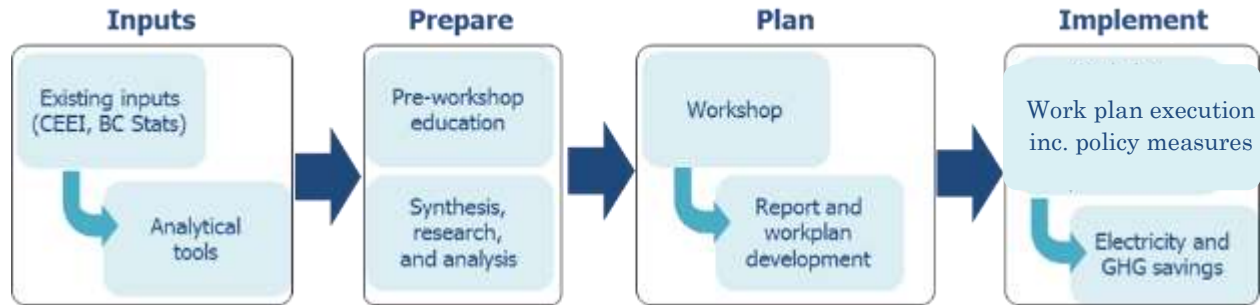 Inputs
Existing inputs
(CEEI, BC Stats)
Analytical
tools
Prepare
Pre-workshop
education
Synthesis,
research,
and analysis
Plan
Workshop
Report and
workplan
development
Implement
Work plan execution
inc. policy measures
Electricity and
GHG savings